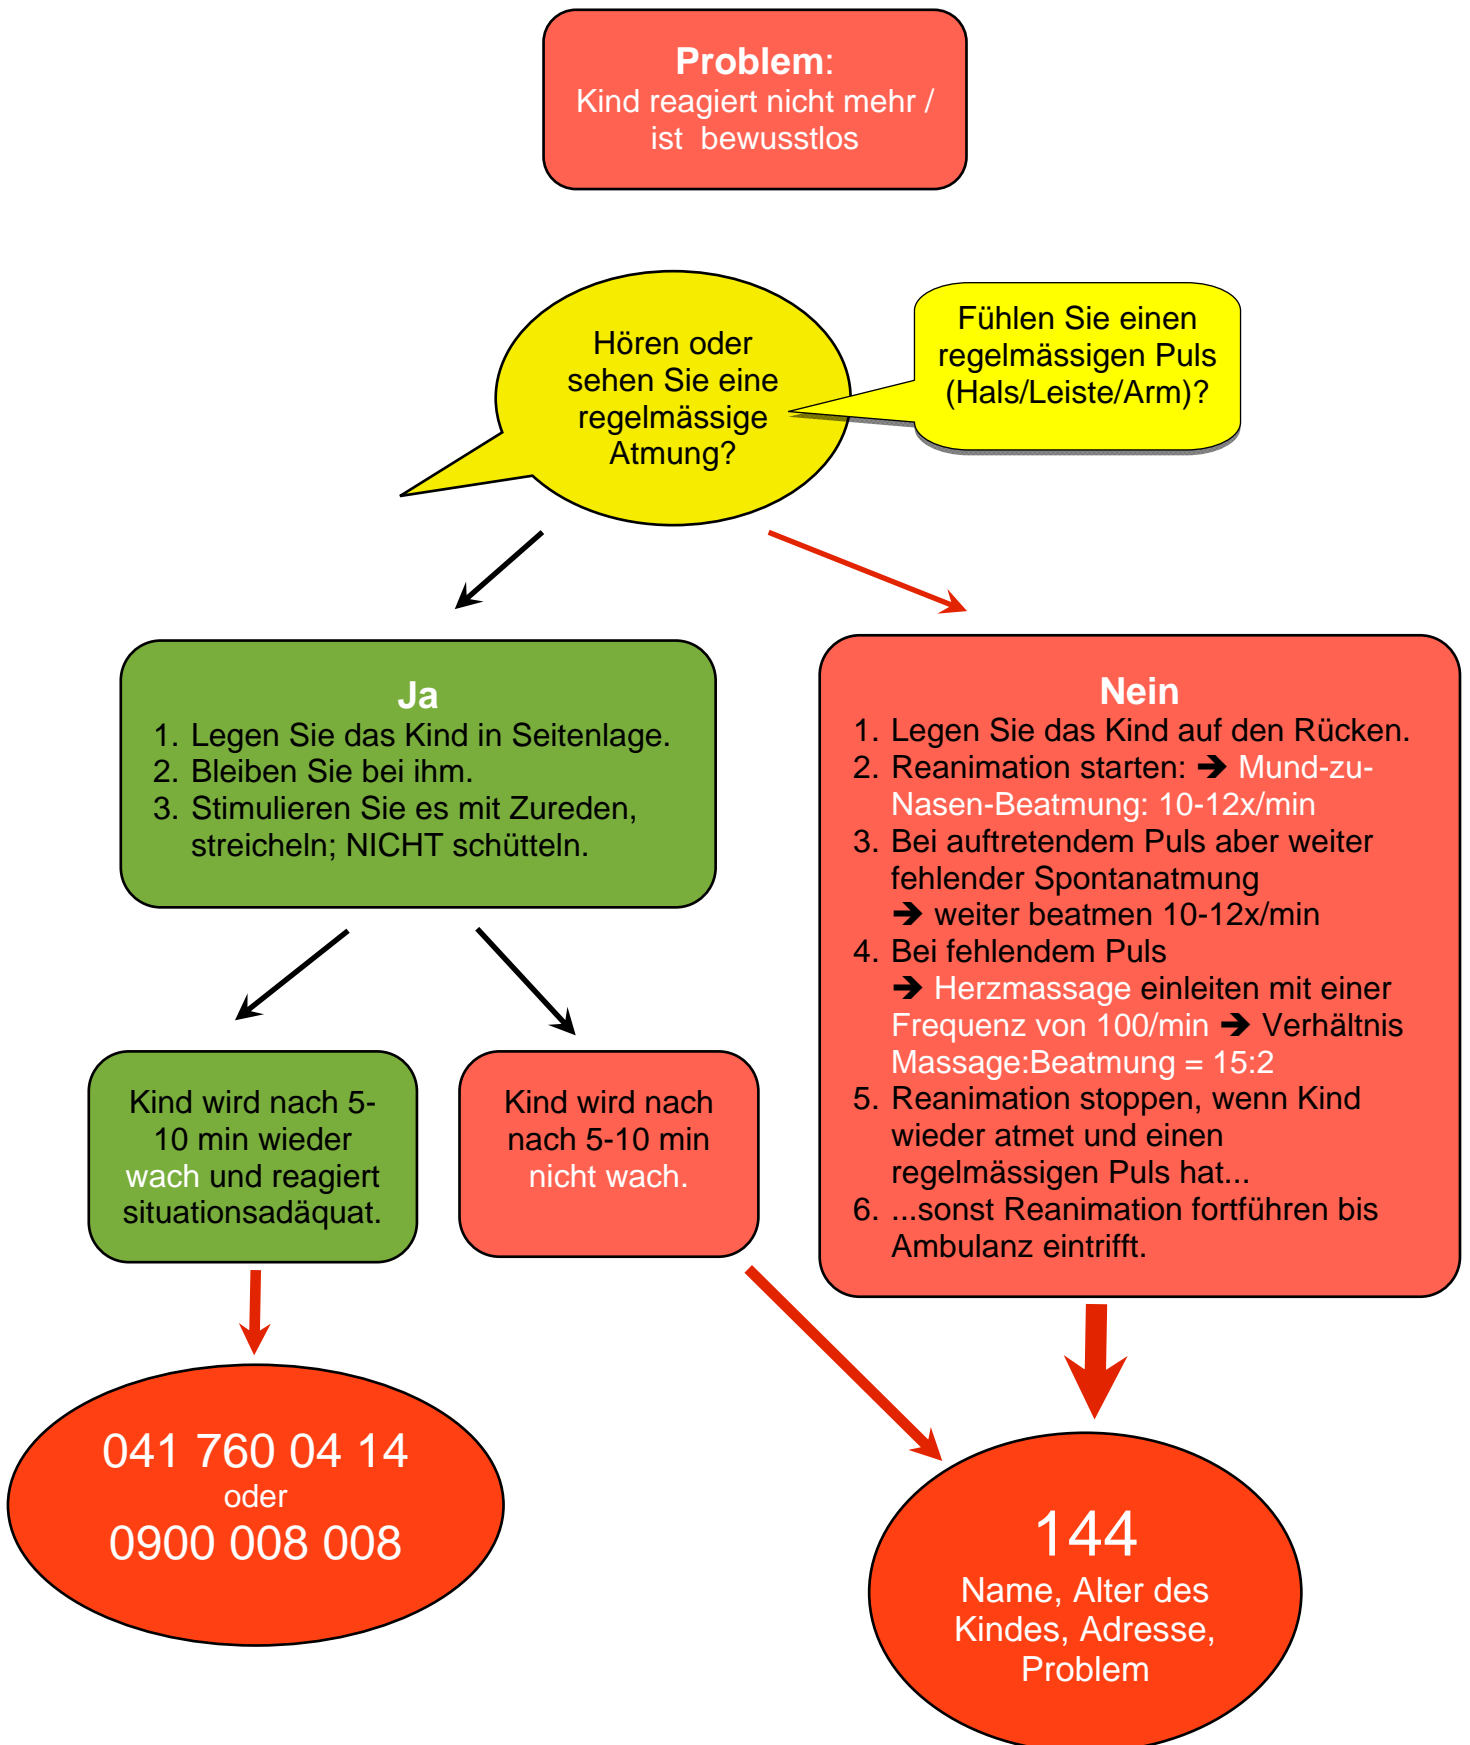 Problem:
Kind reagiert nicht mehr /
ist bewusstlos
Hören oder
sehen Sie eine
regelmässige
Atmung?
Fühlen Sie einen
regelmässigen Puls
(Hals/Leiste/Arm)?
Ja
1. Legen Sie das Kind in Seitenlage.
2. Bleiben Sie bei ihm.
3. Stimulieren Sie es mit Zureden,
streicheln; NICHT schütteln.
Nein
1. Legen Sie das Kind auf den Rücken.
2. Reanimation starten: ➔ Mund-zu-
Nasen-Beatmung: 10-12x/min
3. Bei auftretendem Puls aber weiter
fehlender Spontanatmung
➔ weiter beatmen 10-12x/min
4. Bei fehlendem Puls
➔ Herzmassage einleiten mit einer
Frequenz von 100/min ➔ Verhältnis
Massage:Beatmung = 15:2
5. Reanimation stoppen, wenn Kind
wieder atmet und einen
regelmässigen Puls hat...
6. ...sonst Reanimation fortführen bis
Ambulanz eintrifft.
Kind wird nach 5-
10 min wieder
wach und reagiert
situationsadäquat.
Kind wird nach
nach 5-10 min
nicht wach.
041 760 04 14
oder
0900 008 008
144
Name, Alter des
Kindes, Adresse,
Problem